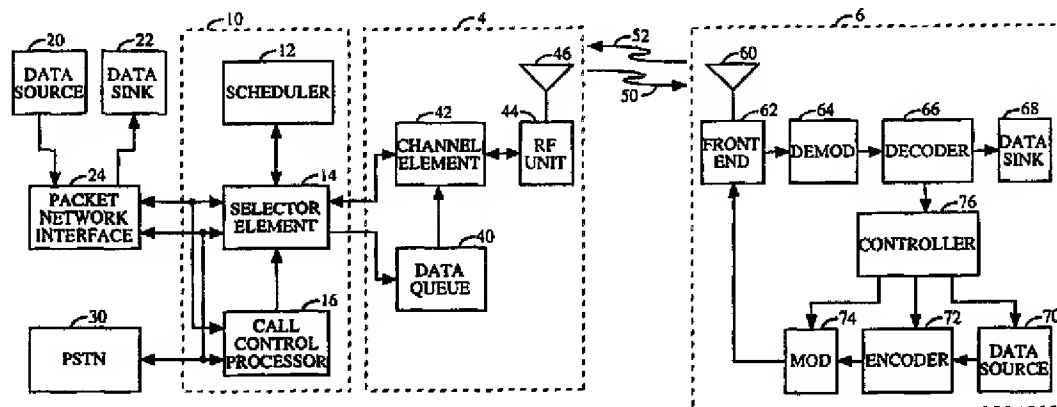 10
4
6
20
22
DATA
SOURCE
DATA
SINK
12
SCHEDULER
52
50
46
60
42
CHANNEL
ELEMENT
44
RF
UNIT
62
FRONT
END
64
DEMOD
66
DECODER
68
DATA
SINK
24
PACKET
NETWORK
INTERFACE
14
SELECTOR
ELEMENT
40
DATA
QUEUE
76
CONTROLLER
30
PSTN
16
CALL
CONTROL
PROCESSOR
74
MOD
72
ENCODER
70
DATA
SOURCE